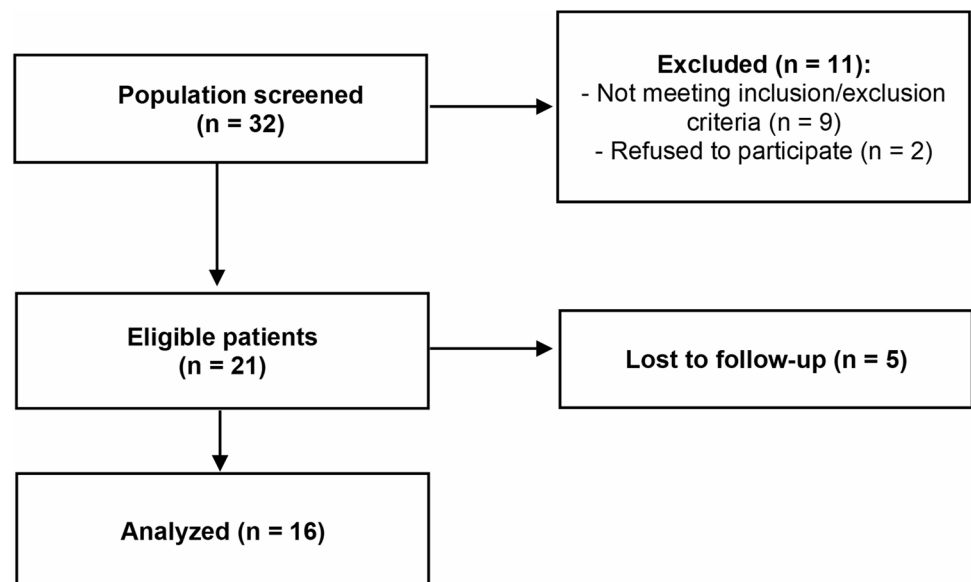 Population screened
(n = 32)
Excluded (n = 11):
- Not meeting inclusion/exclusion
criteria (n = 9)
- Refused to participate (n = 2)
Eligible patients
(n = 21)
Lost to follow-up (n = 5)
Analyzed (n = 16)